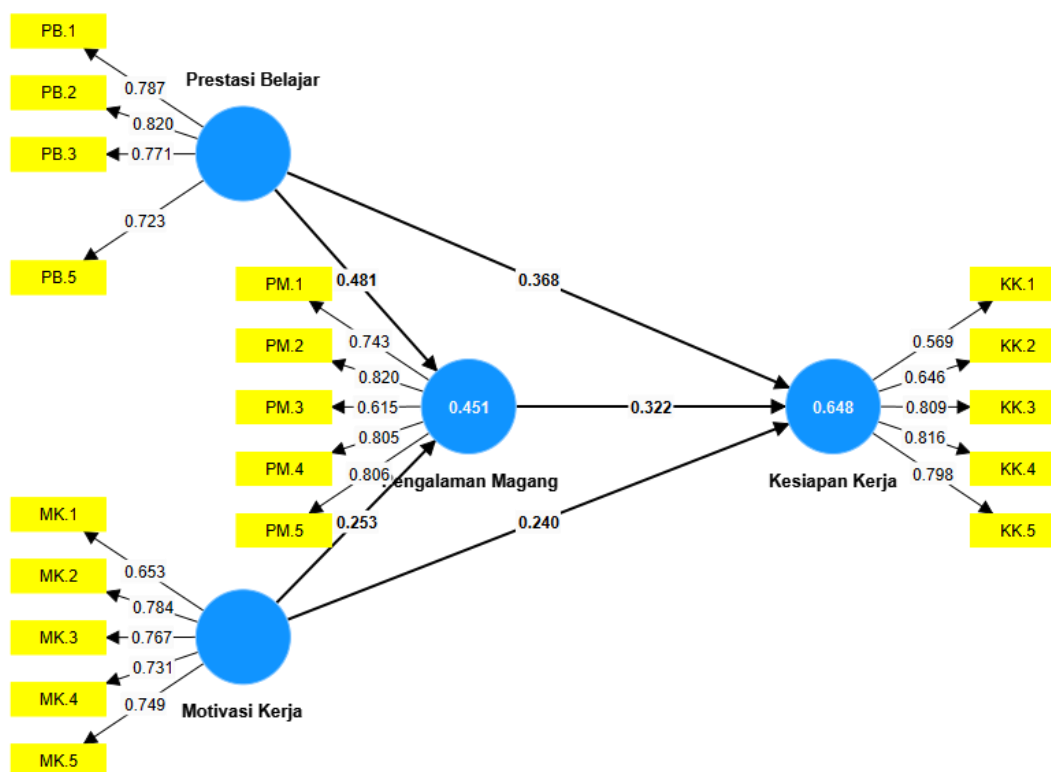 PB.1
0.787
Prestasi Belajar
PB.2
0.820
PB.3
0.771
0.723
PB.5
PM.1
0.481
0.368
KK.1
0.743
0.569
PM.2
KK.2
0.820
0.646
PM.3
0.615
0.451
0.322
0.648
0.809
KK.3
0.805
0.816
PM.4
KK.4
0.806
0.798
Pengalaman Magang
Kesiapan Kerja
MK.1
PM.5
0.253
0.240
KK.5
0.653
MK.2
0.784
MK.3
0.767
0.731
MK.4
0.749
Motivasi Kerja
MK.5